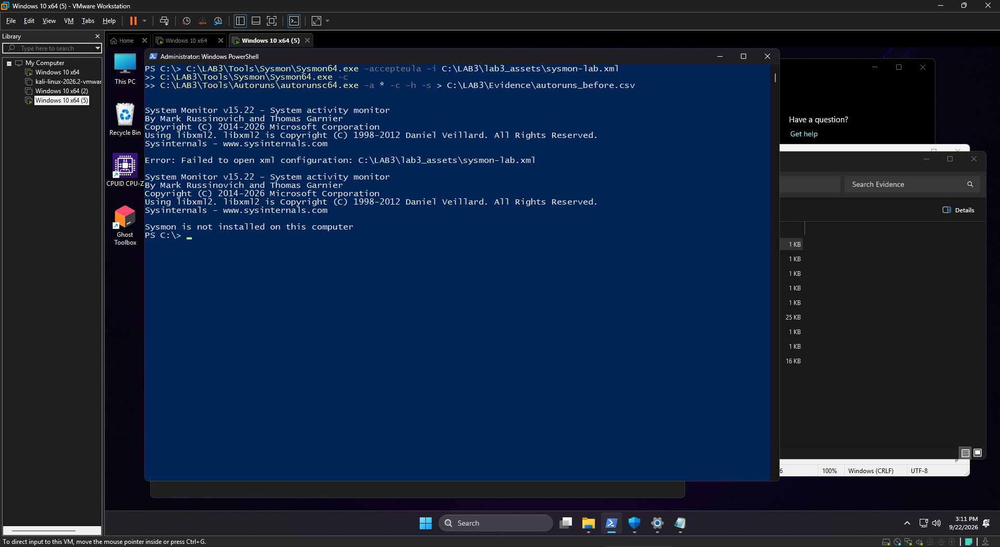 Windows 10 x64 (5) - VMware Workstation
File Edit View VM Tabs Help
Library
Type here to search
My Computer
Windows 10 x64
kali-linux-2026.2-vmwar
Windows 10 x64 (2)
Windows 10 x64 (5)
Home
Windows 10 x64
Windows 10 x64 (5)
This PC
Recycle Bin
CPUID CPU-Z
Ghost
Toolbox
Administrator: Windows PowerShell
PS C:\> C:\LAB3\Tools\Sysmon\Sysmon64.exe -accepteula -i C:\LAB3\lab3_assets\sysmon-lab.xml
>> C:\LAB3\Tools\Sysmon\Sysmon64.exe -c
>> C:\LAB3\Tools\Autoruns\autorunsc64.exe -a * -c -h -s > C:\LAB3\Evidence\autoruns_before.csv
System Monitor v15.22 - System activity monitor
By Mark Russinovich and Thomas Garnier
Copyright (C) 2014-2026 Microsoft Corporation
Using libxml2. libxml2 is Copyright (C) 1998-2012 Daniel Veillard. All Rights Reserved.
Sysinternals - www.sysinternals.com
Error: Failed to open xml configuration: C:\LAB3\lab3_assets\sysmon-lab.xml
System Monitor v15.22 - System activity monitor
By Mark Russinovich and Thomas Garnier
Copyright (C) 2014-2026 Microsoft Corporation
Using libxml2. libxml2 is Copyright (C) 1998-2012 Daniel Veillard. All Rights Reserved.
Sysinternals - www.sysinternals.com
Sysmon is not installed on this computer
PS C:\>
Have a question?
Get help
Search Evidence
Details
1 KB
1 KB
1 KB
1 KB
1 KB
25 KB
1 KB
1 KB
16 KB
6
100%
Windows (CRLF)
UTF-8
Search
3:11 PM
9/22/2026
To direct input to this VM, move the mouse pointer inside or press Ctrl+G.